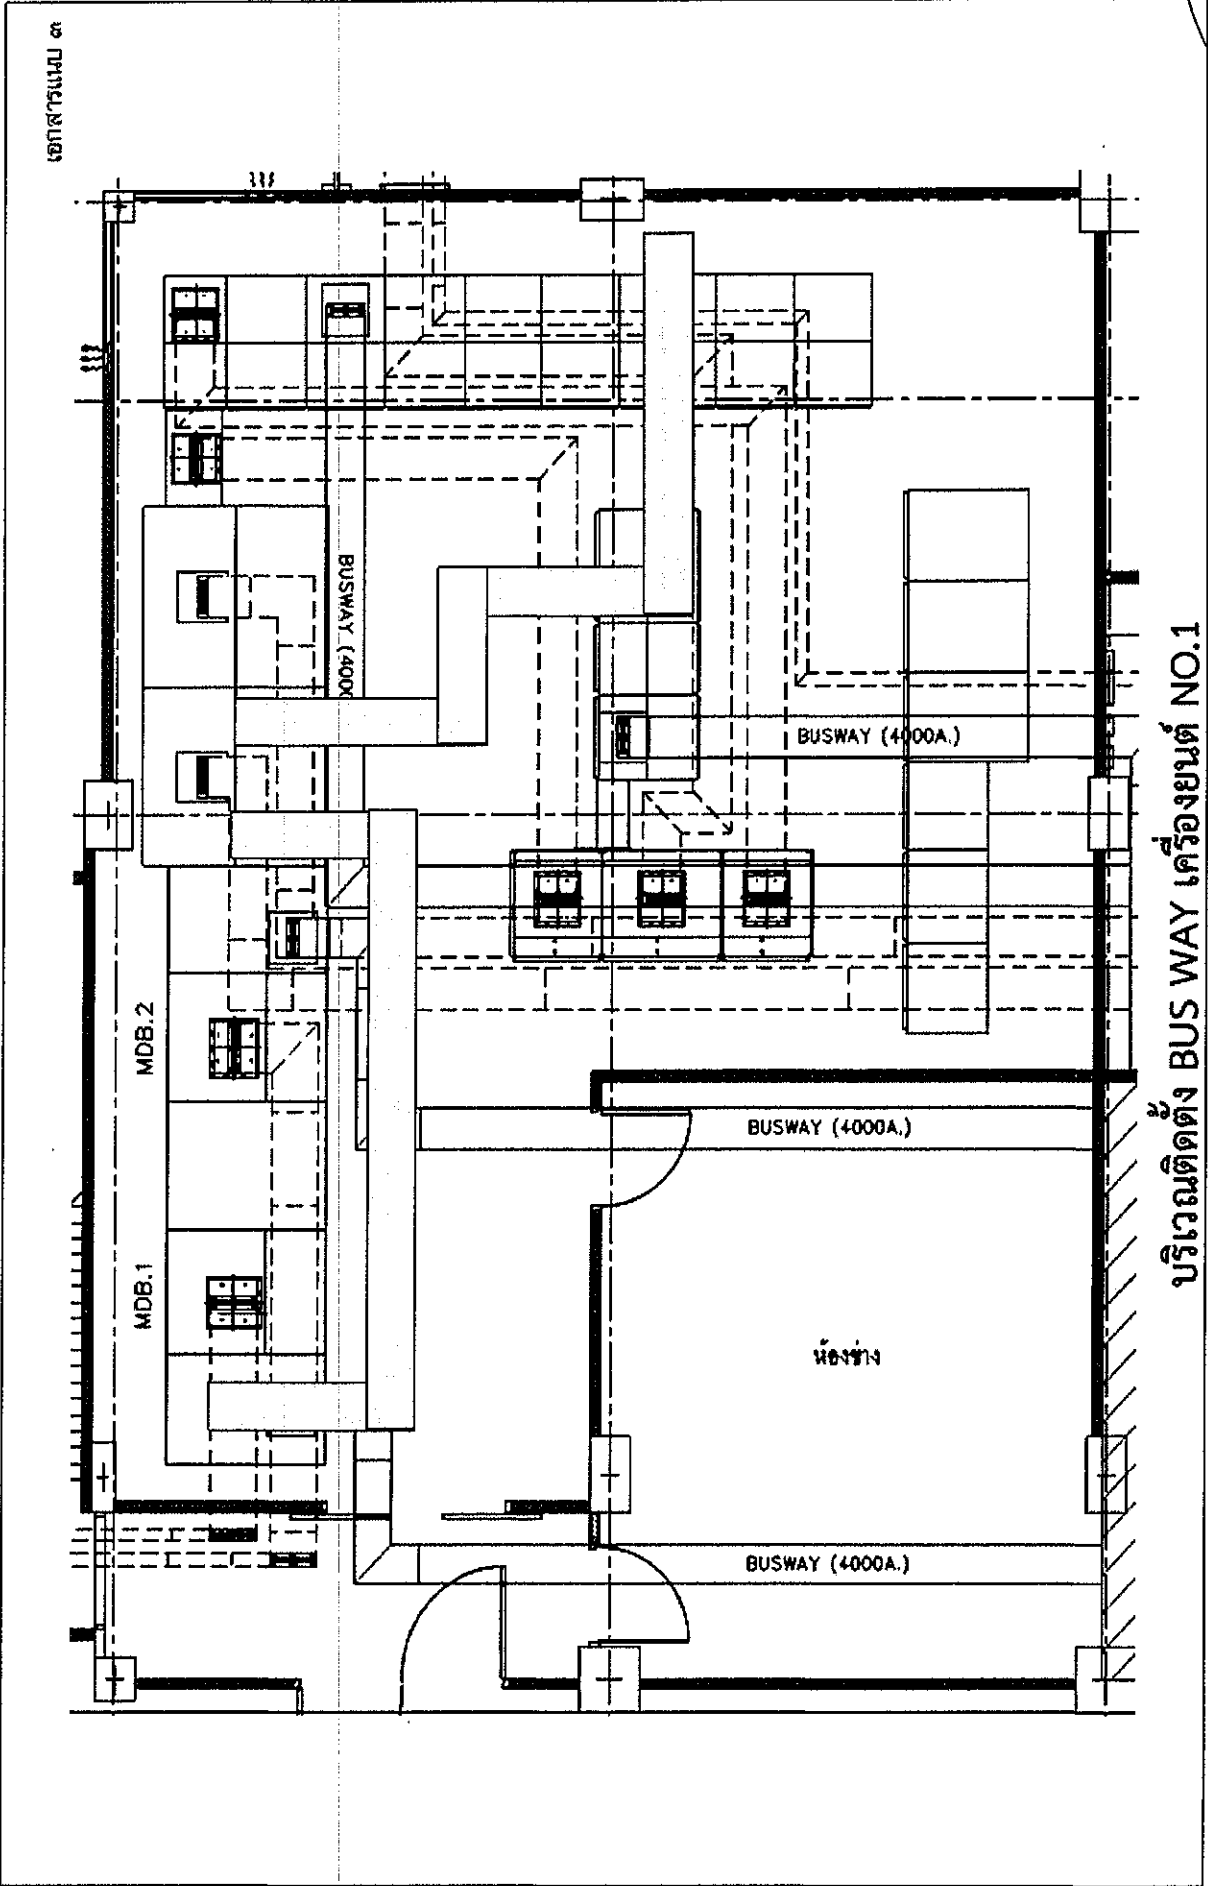 เอกสารแนบ ๓
BUSWAY (4000
BUSWAY (4000A.)
MDB.2
BUSWAY (4000A.)
MDB.1
ห้องช่าง
BUSWAY (4000A.)
บริเวณติดตั้ง BUS WAY เครื่องยนต์ NO.1